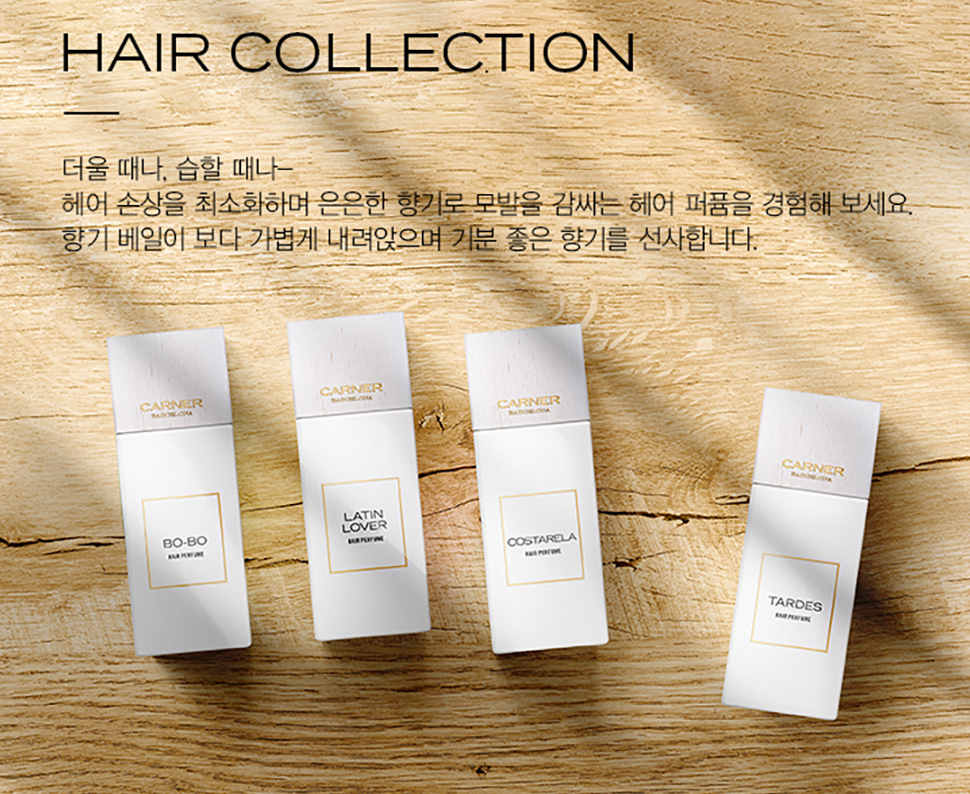 HAIR COLLECTION
더울 때나, 습할 때나–
헤어 손상을 최소화하며 은은한 향기로 모발을 감싸는 헤어 퍼퓸을 경험해 보세요.
향기 베일이 보다 가볍게 내려앉으며 기분 좋은 향기를 선사합니다.
CARNER
BARCELONA
BO-BO
HAIR PERFUME
CARNER
BARCELONA
LATIN
LOVER
HAIR PERFUME
CARNER
BARCELONA
COSTARELA
HAIR PERFUME
CARNER
BARCELONA
TARDES
HAIR PERFUME